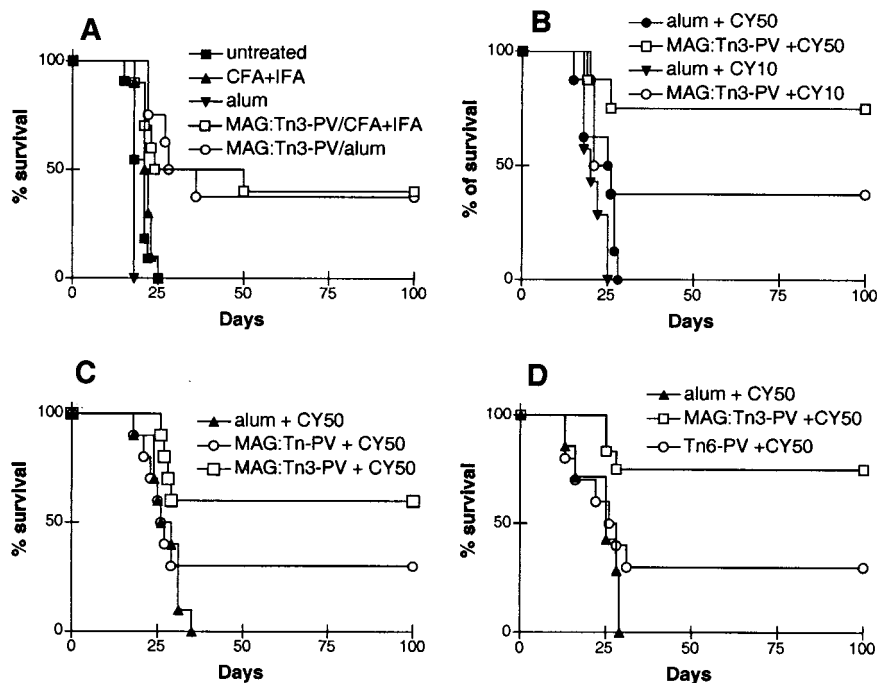 A
untreated
CFA+IFA
alum
MAG:Tn3-PV/CFA+IFA
MAG:Tn3-PV/alum
% survival
100
50
0
0 25 50 75 100
Days
B
alum + CY50
MAG:Tn3-PV +CY50
alum + CY10
MAG:Tn3-PV +CY10
% of survival
100
50
0
0 25 50 75 100
Days
C
alum + CY50
MAG:Tn-PV + CY50
MAG:Tn3-PV + CY50
% survival
100
50
0
0 25 50 75 100
Days
D
alum + CY50
MAG:Tn3-PV +CY50
Tn6-PV +CY50
% survival
100
50
0
0 25 50 75 100
Days